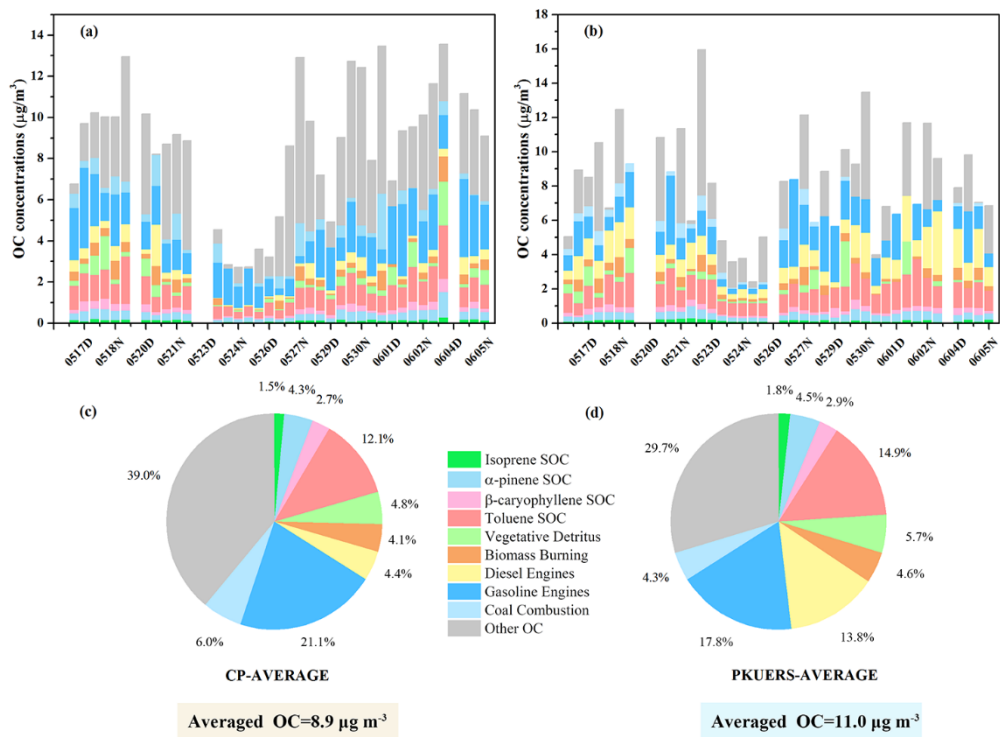 (a)
(b)
OC concentrations (µg/m³)
14
12
10
8
6
4
2
0
0517D
0518N
0520D
0521N
0523D
0524N
0526D
0527N
0529D
0530N
0601D
0602N
0604D
0605N
OC concentrations (µg/m³)
18
16
14
12
10
8
6
4
2
0
0517D
0518N
0520D
0521N
0523D
0524N
0526D
0527N
0529D
0530N
0601D
0602N
0604D
0605N
(c)
1.5%
4.3%
2.7%
12.1%
4.8%
4.1%
4.4%
21.1%
6.0%
39.0%
CP-AVERAGE
Averaged OC=8.9 µg m⁻³
Isoprene SOC
α-pinene SOC
β-caryophyllene SOC
Toluene SOC
Vegetative Detritus
Biomass Burning
Diesel Engines
Gasoline Engines
Coal Combustion
Other OC
(d)
1.8%
4.5%
2.9%
14.9%
5.7%
4.6%
13.8%
17.8%
4.3%
29.7%
PKUERS-AVERAGE
Averaged OC=11.0 µg m⁻³